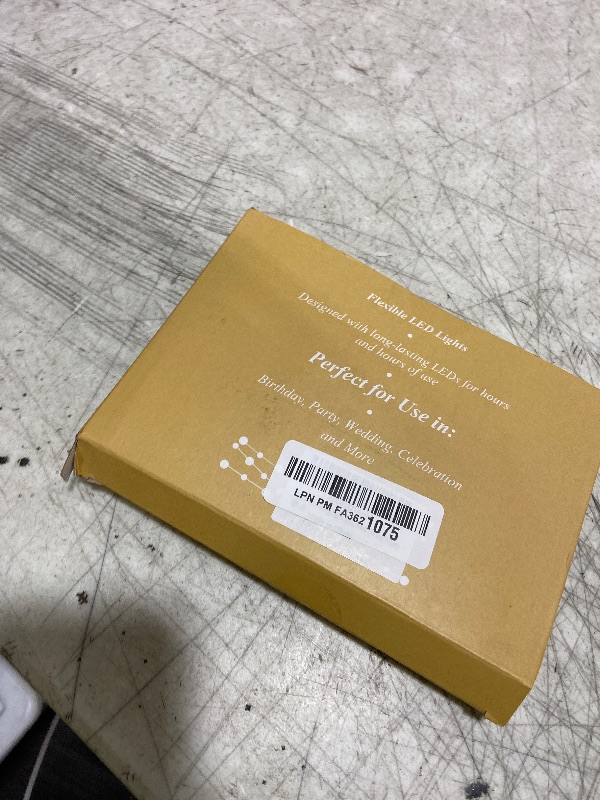 Flexible LED Lights
•
Designed with long-lasting LEDs for hours
and hours of use
•
Perfect for Use in:
•
Birthday, Party, Wedding, Celebration
and More
LPN PM FA3621075